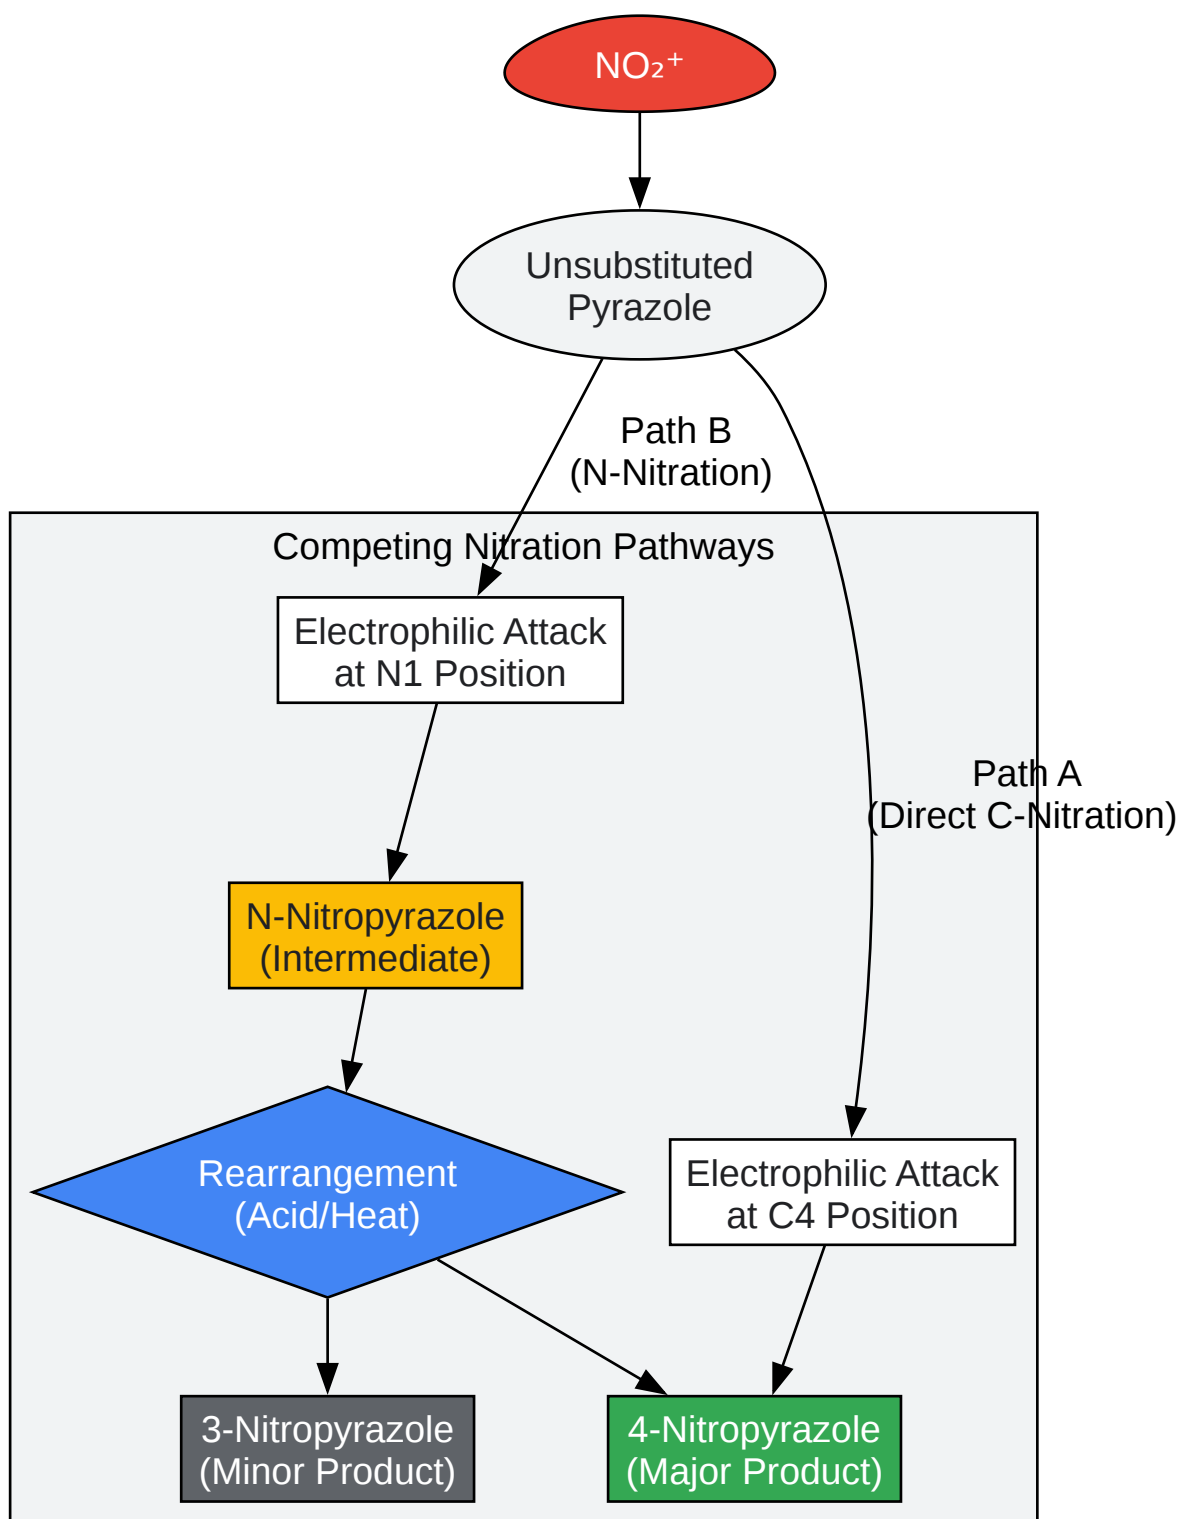 NO₂⁺
Unsubstituted
Pyrazole
Path B
(N-Nitration)
Competing Nitration Pathways
Electrophilic Attack
at N1 Position
Path A
(Direct C-Nitration)
N-Nitropyrazole
(Intermediate)
Rearrangement
(Acid/Heat)
Electrophilic Attack
at C4 Position
3-Nitropyrazole
(Minor Product)
4-Nitropyrazole
(Major Product)